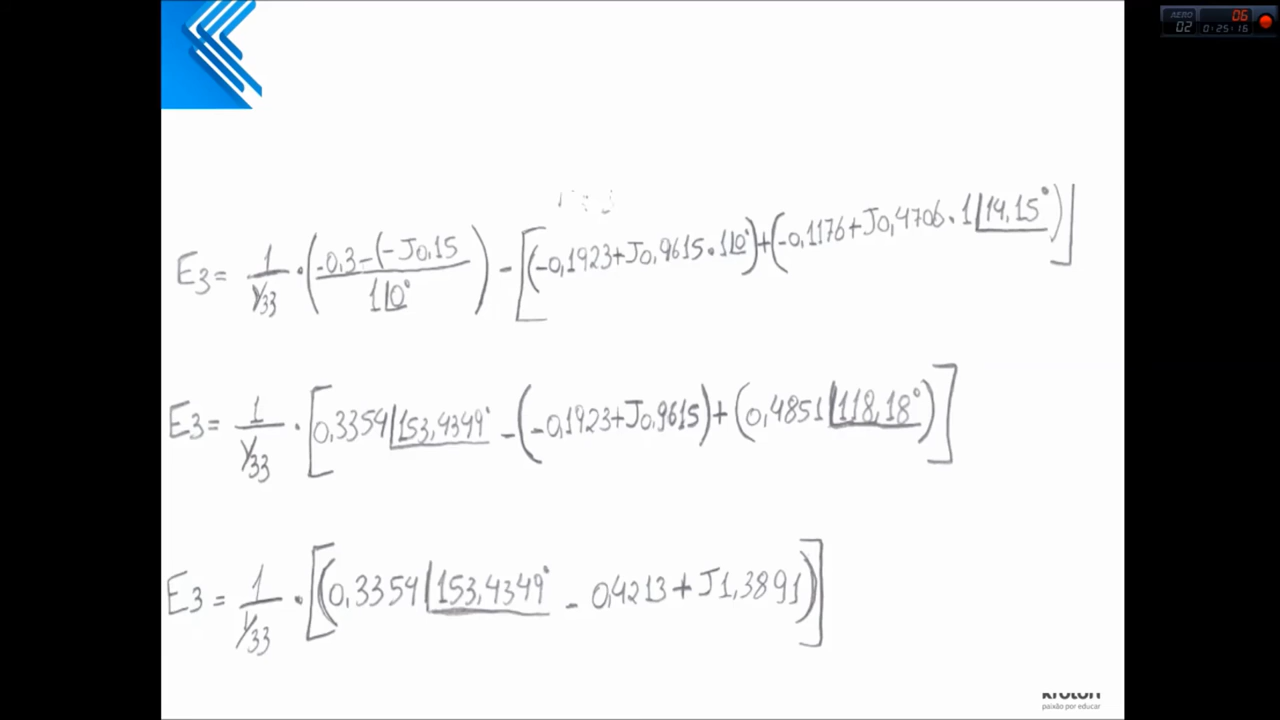 AERO 06
02 0:25:16
E3 = 1/Y33 · (-0,3-(-J0,15 / 1|0°) - [(-0,1923+J0,9615·1|0°)+(-0,1176+J0,4706·1|14,15°)]
E3 = 1/Y33 · [0,3354|153,4349° - (-0,1923+J0,9615)+(0,4851|118,18°)]
E3 = 1/Y33 · [(0,3354|153,4349° - 0,4213+J1,3891)]
kroton
paixão por educar